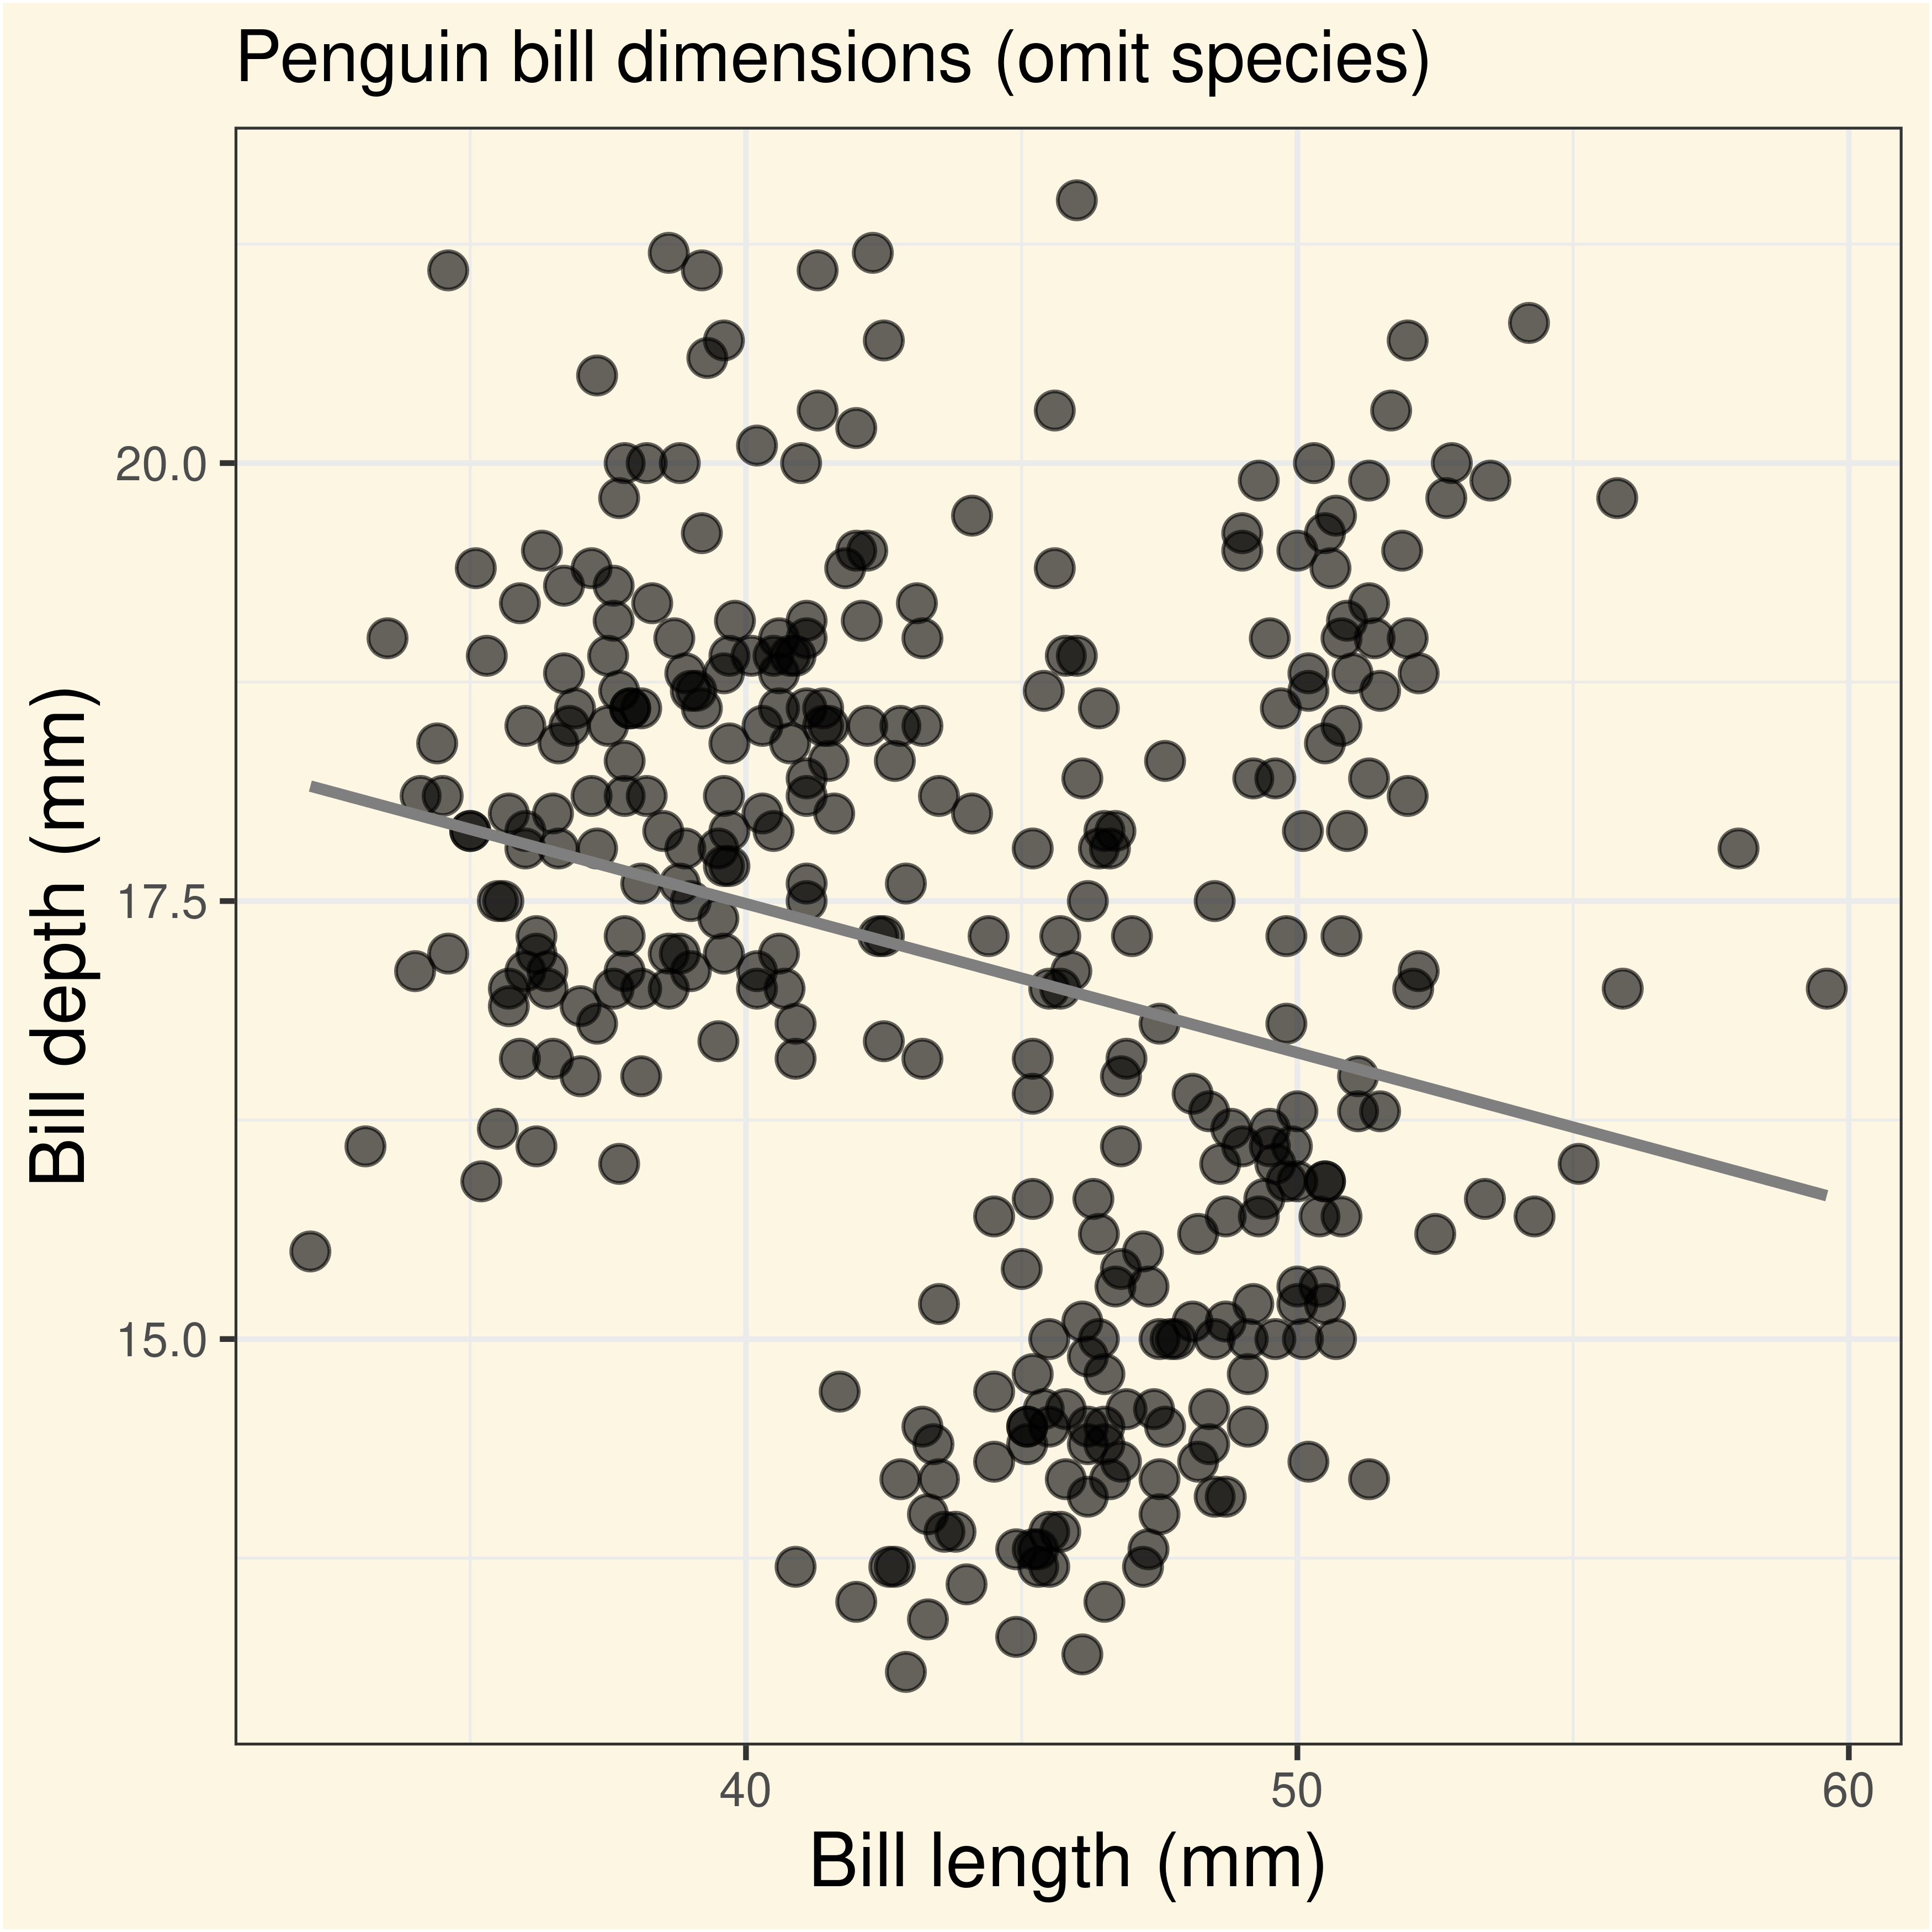 Penguin bill dimensions (omit species)
Bill depth (mm)
20.0
17.5
15.0
40 50 60
Bill length (mm)